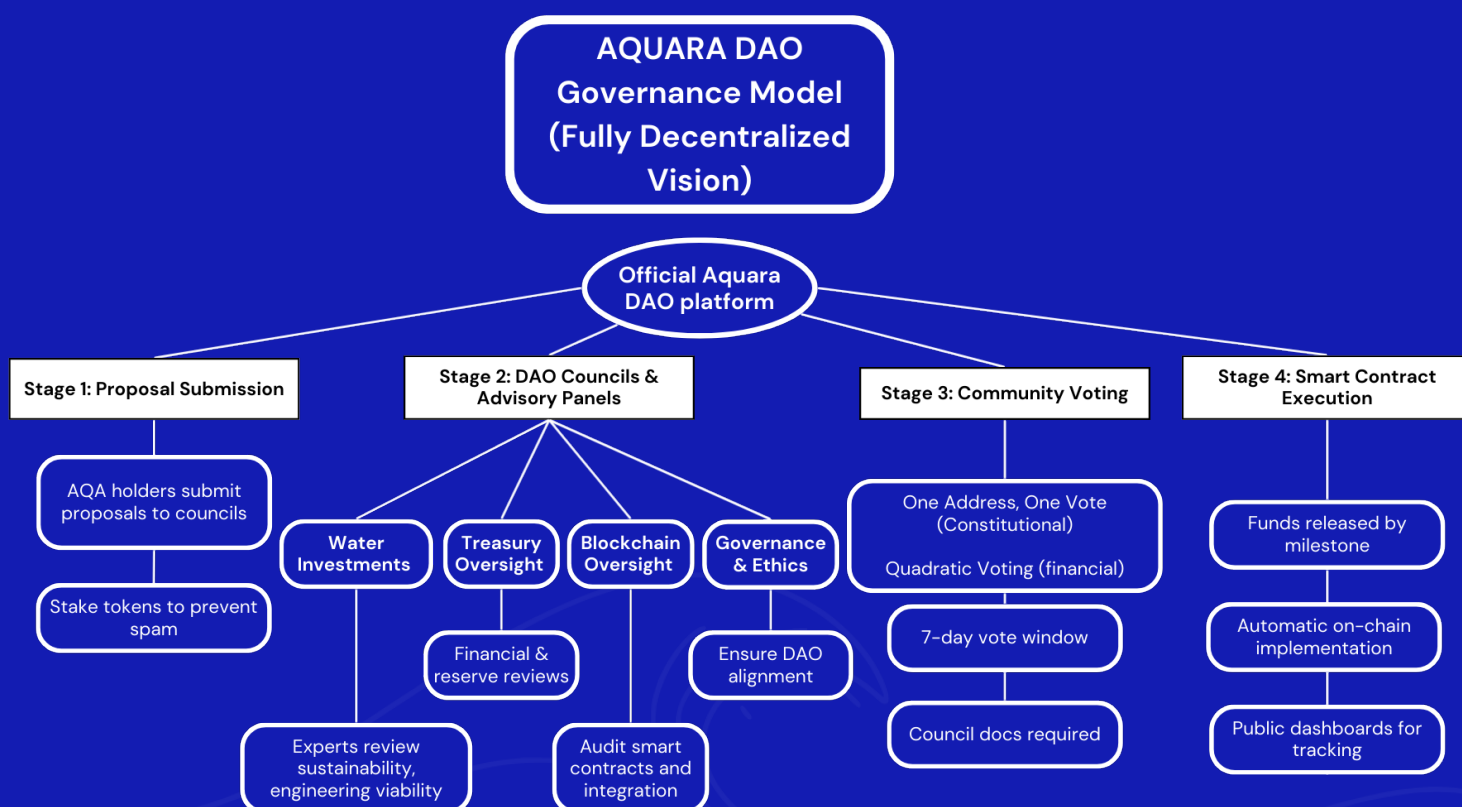 AQUARA DAO
Governance Model
(Fully Decentralized
Vision)
Official Aquara
DAO platform
Stage 1: Proposal Submission
AQA holders submit
proposals to councils
Stake tokens to prevent
spam
Stage 2: DAO Councils &
Advisory Panels
Water
Investments
Experts review
sustainability,
engineering viability
Treasury
Oversight
Financial &
reserve reviews
Blockchain
Oversight
Audit smart
contracts and
integration
Governance
& Ethics
Ensure DAO
alignment
Stage 3: Community Voting
One Address, One Vote
(Constitutional)
Quadratic Voting (financial)
7-day vote window
Council docs required
Stage 4: Smart Contract
Execution
Funds released by
milestone
Automatic on-chain
implementation
Public dashboards for
tracking